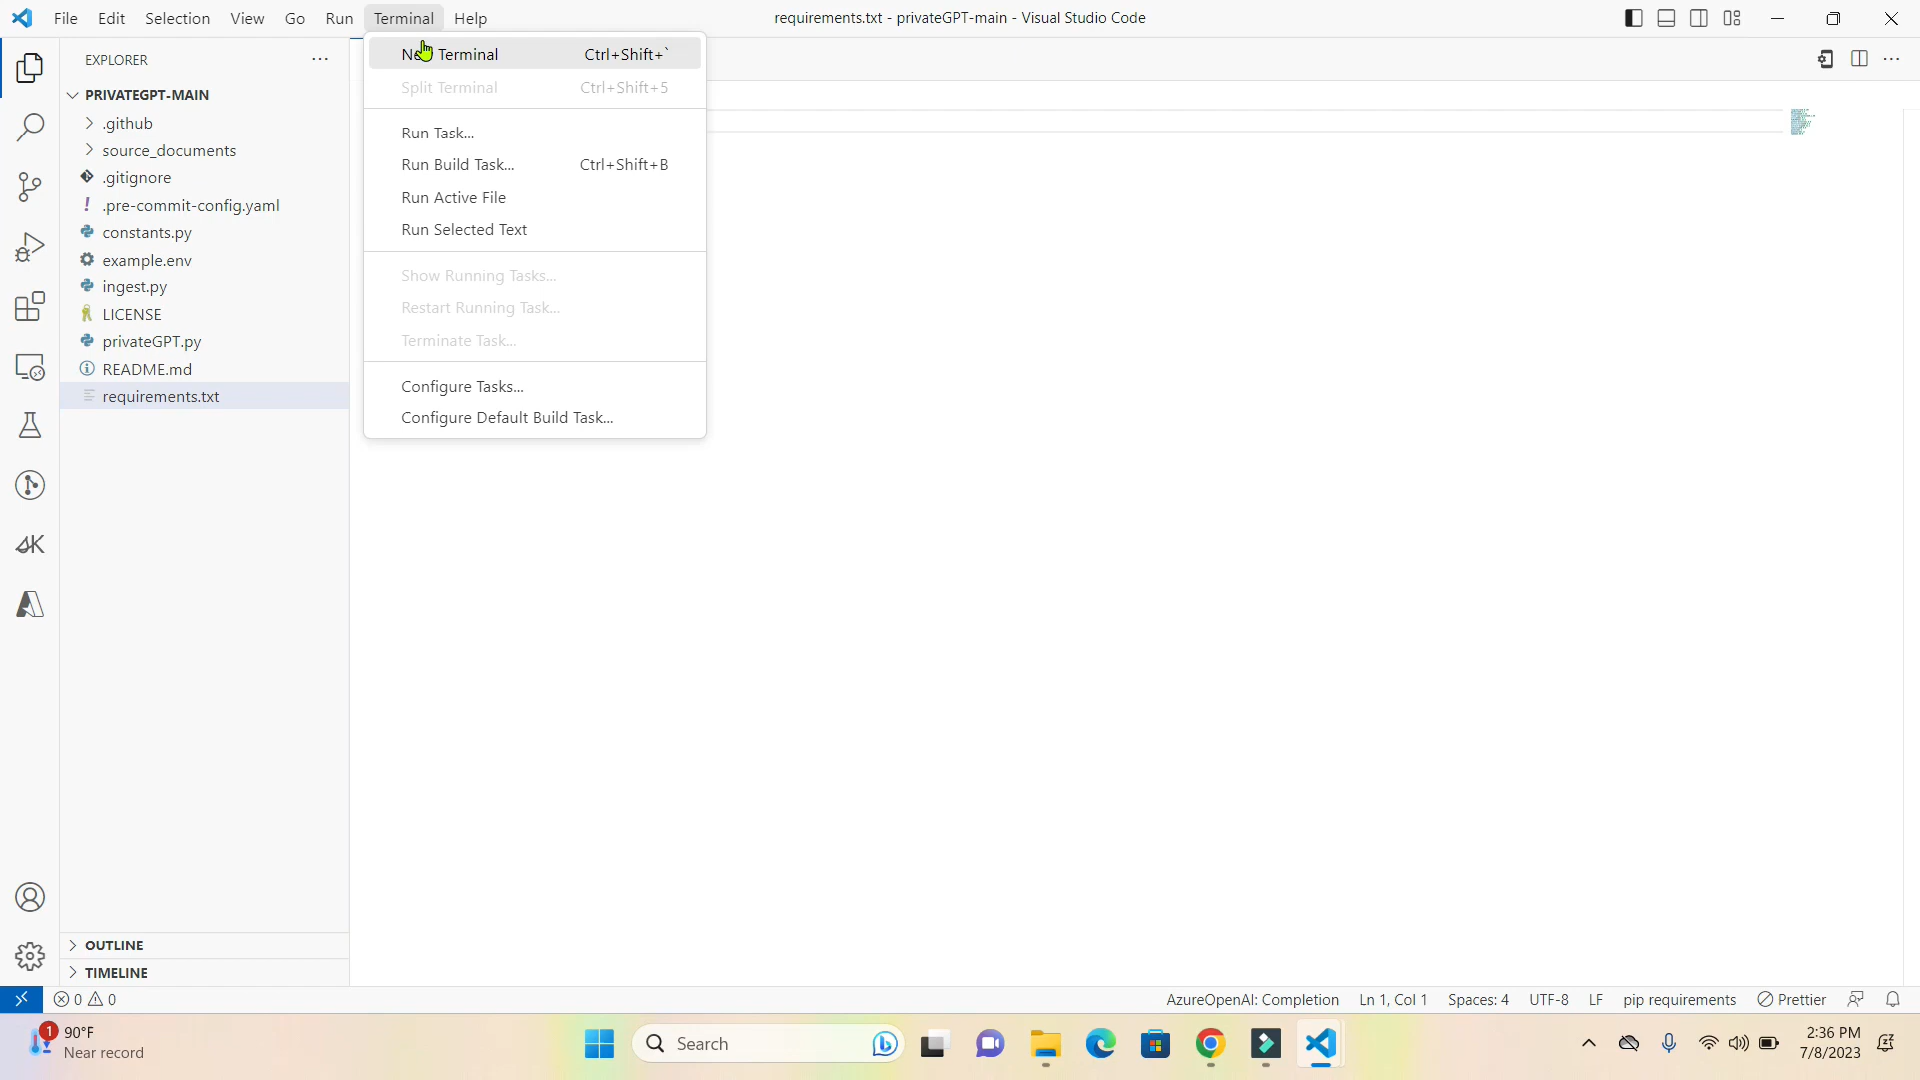 File Edit Selection View Go Run Terminal Help
requirements.txt - privateGPT-main - Visual Studio Code
EXPLORER
PRIVATEGPT-MAIN
.github
source_documents
.gitignore
.pre-commit-config.yaml
constants.py
example.env
ingest.py
LICENSE
privateGPT.py
README.md
requirements.txt
OUTLINE
TIMELINE
New Terminal Ctrl+Shift+`
Split Terminal Ctrl+Shift+5
Run Task...
Run Build Task... Ctrl+Shift+B
Run Active File
Run Selected Text
Show Running Tasks...
Restart Running Task...
Terminate Task...
Configure Tasks...
Configure Default Build Task...
0 0
AzureOpenAI: Completion Ln 1, Col 1 Spaces: 4 UTF-8 LF pip requirements Prettier
1 90°F
Near record
Search
2:36 PM
7/8/2023